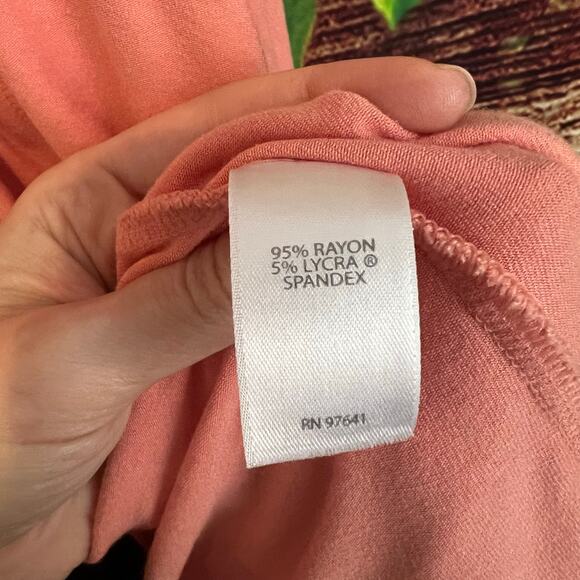 95% RAYON
5% LYCRA ®
SPANDEX
RN 97641